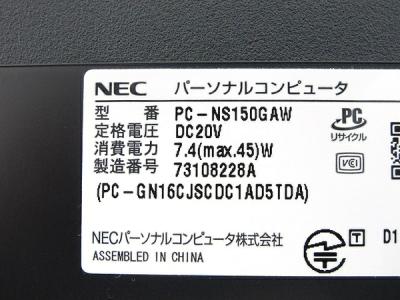 NEC パーソナルコンピュータ
型 番 PC-NS150GAW
定格電圧 DC20V
消費電力 7.4(max.45)W
製造番号 73108228A
(PC-GN16CJSCDC1AD5TDA)
PC
リサイクル
VCCI
NECパーソナルコンピュータ株式会社
ASSEMBLED IN CHINA
T D1